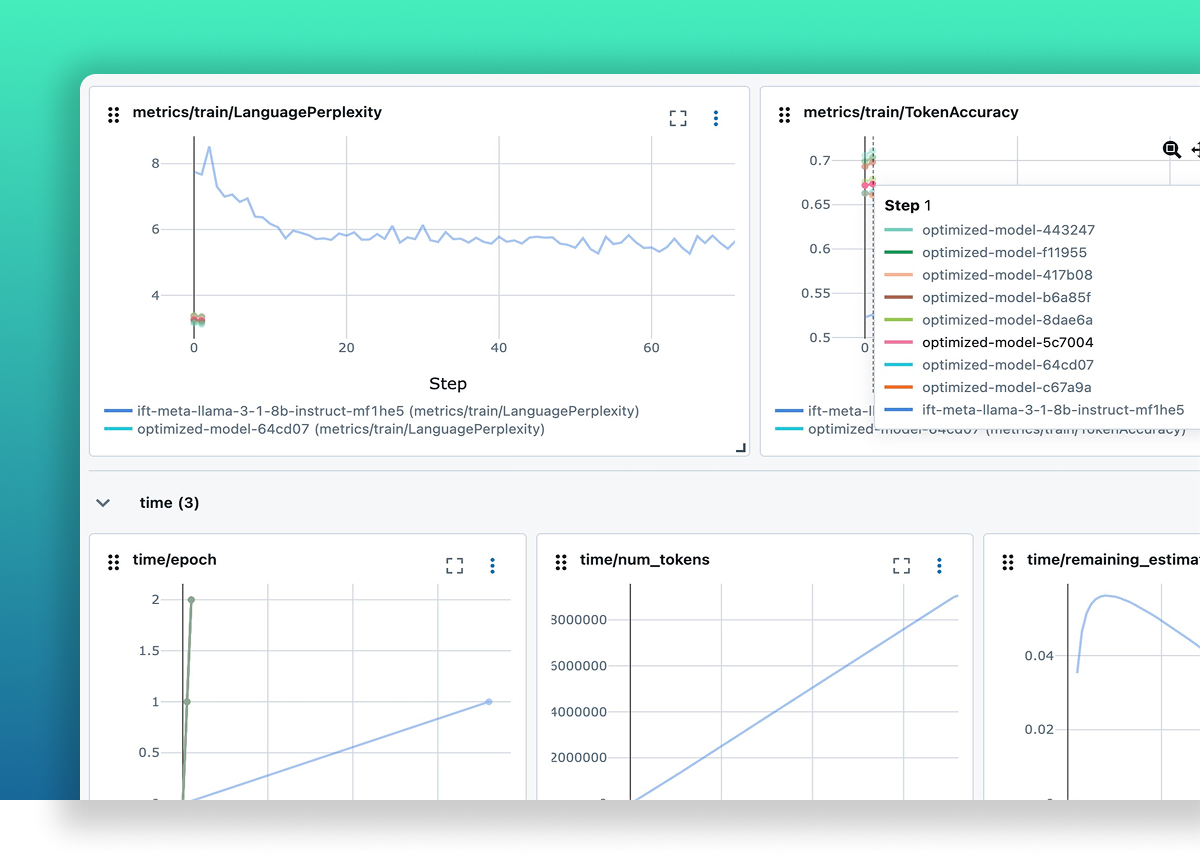 metrics/train/LanguagePerplexity
8
6
4
0 20 40 60
Step
ift-meta-llama-3-1-8b-instruct-mf1he5 (metrics/train/LanguagePerplexity)
optimized-model-64cd07 (metrics/train/LanguagePerplexity)
metrics/train/TokenAccuracy
0.7
0.65
0.6
0.55
0.5
0
Step 1
optimized-model-443247
optimized-model-f11955
optimized-model-417b08
optimized-model-b6a85f
optimized-model-8dae6a
optimized-model-5c7004
optimized-model-64cd07
optimized-model-c67a9a
ift-meta-llama-3-1-8b-instruct-mf1he5
ift-meta-l
optimized-model-64cd07 (metrics/train/TokenAccuracy)
time (3)
time/epoch
2
1.5
1
0.5
time/num_tokens
8000000
6000000
4000000
2000000
time/remaining_estima
0.04
0.02